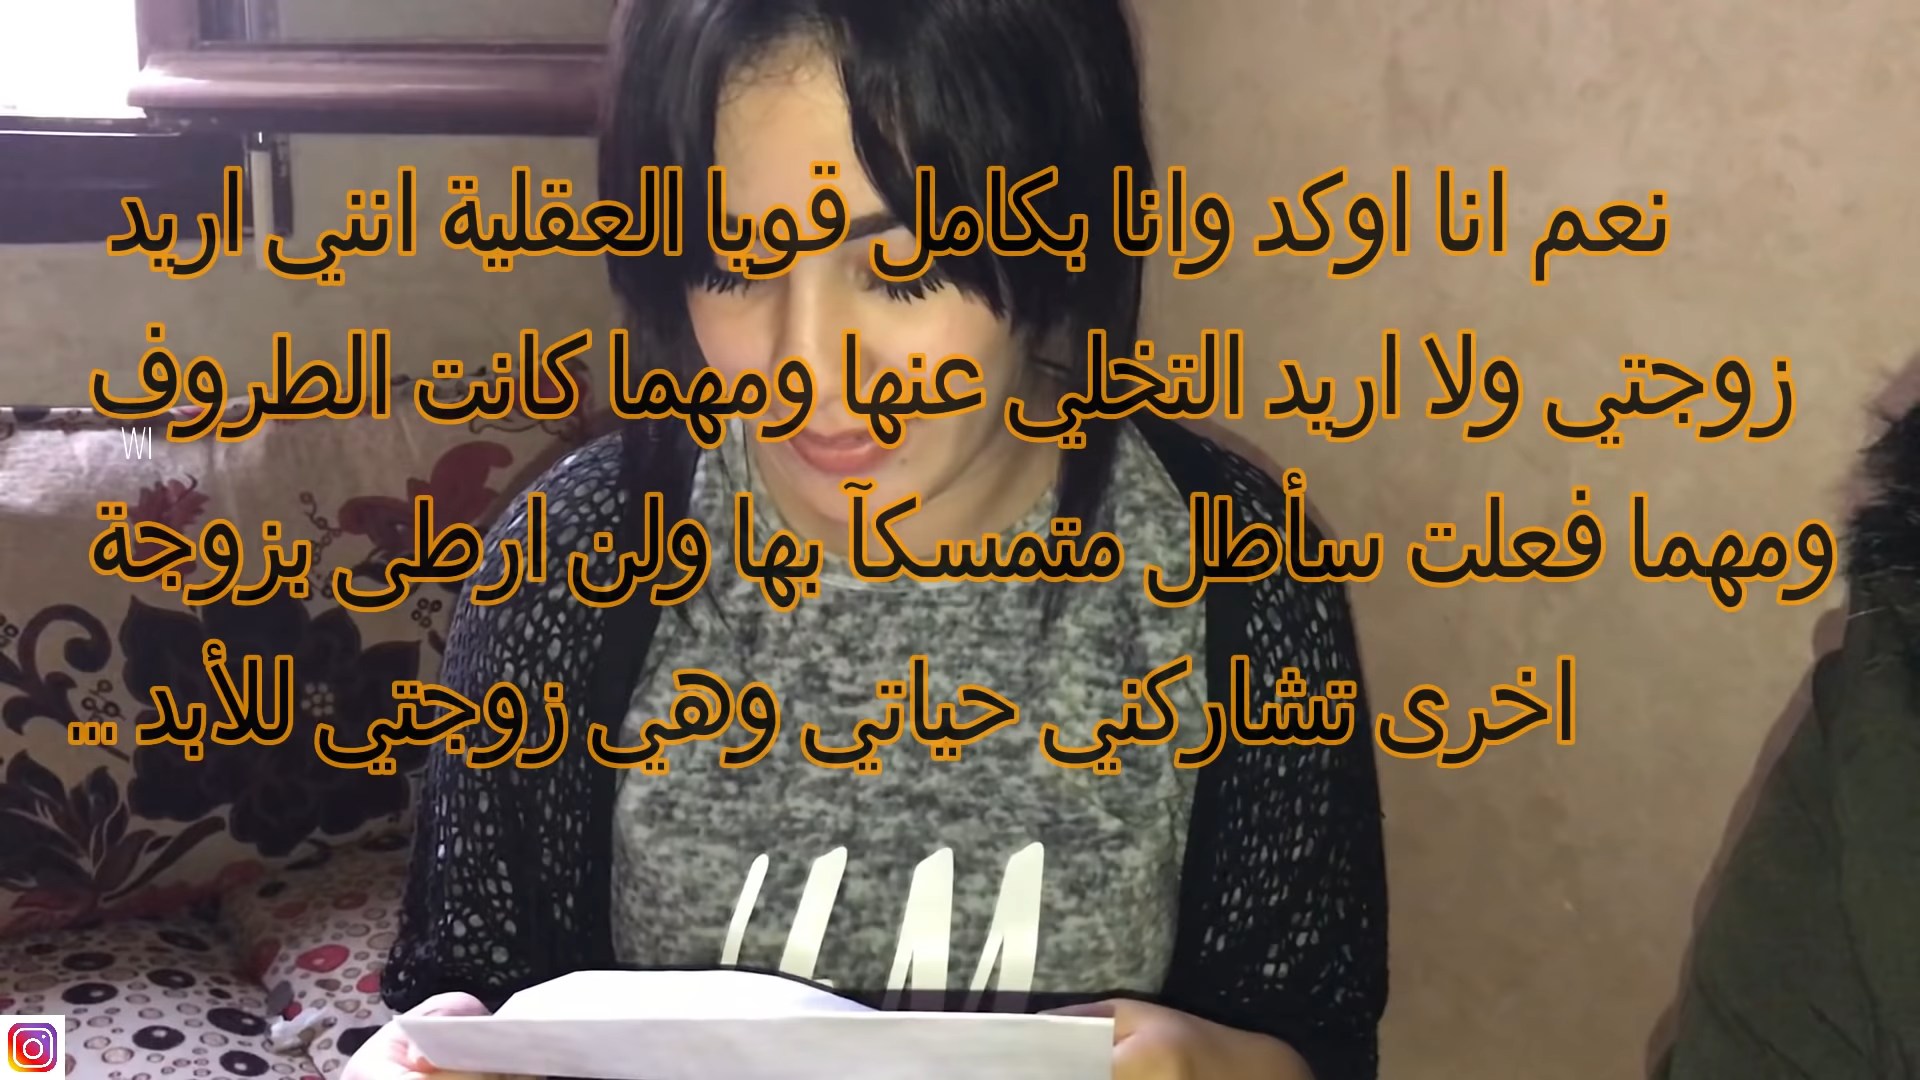 نعم انا اوكد وانا بكامل قويا العقلية انني اريد
زوجتي ولا اريد التخلي عنها ومهما كانت الطروف
ومهما فعلت سأطل متمسكآ بها ولن ارطى بزوجة
اخرى تشاركني حياتي وهي زوجتي للأبد ...
WI